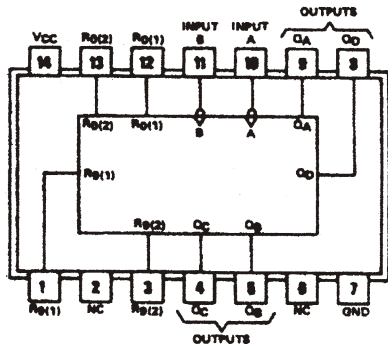 OUTPUTS
VCC R0(2) R0(1) INPUT B INPUT A QA QD
14 13 12 11 10 9 8
R0(2) R0(1) B A QA
R9(1) QD
R9(2) QC QB
1 2 3 4 5 6 7
R9(1) NC R9(2) QC QB NC GND
OUTPUTS